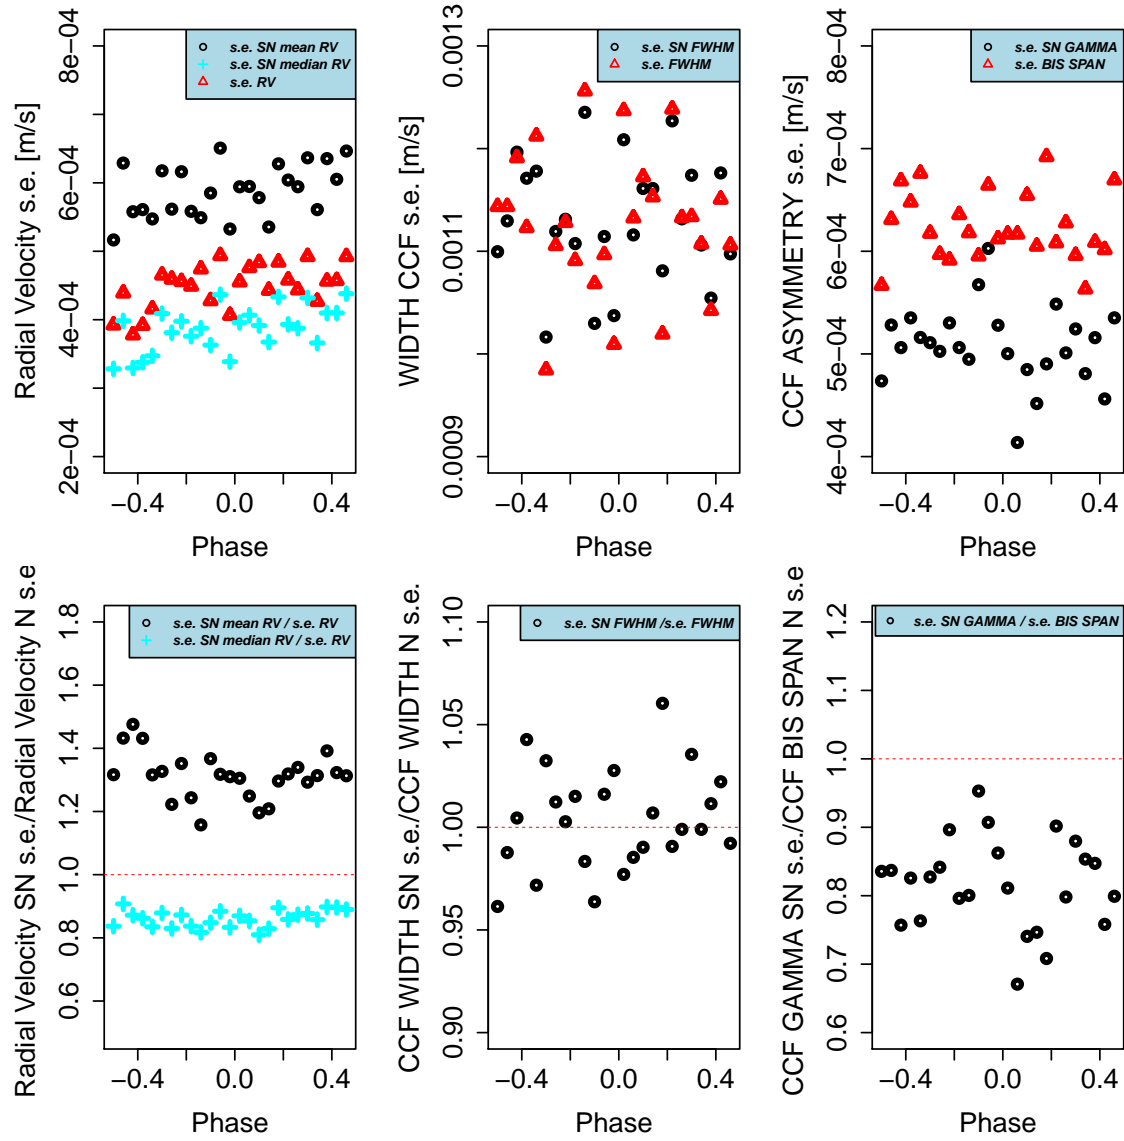 Radial Velocity s.e. [m/s]
2e−04 4e−04 6e−04 8e−04
s.e. SN mean RV
s.e. SN median RV
s.e. RV
−0.4 0.0 0.4
Phase
WIDTH CCF s.e. [m/s]
0.0009 0.0011 0.0013
s.e. SN FWHM
s.e. FWHM
−0.4 0.0 0.4
Phase
CCF ASYMMETRY s.e. [m/s]
4e−04 5e−04 6e−04 7e−04 8e−04
s.e. SN GAMMA
s.e. BIS SPAN
−0.4 0.0 0.4
Phase
Radial Velocity SN s.e./Radial Velocity N s.e
0.6 0.8 1.0 1.2 1.4 1.6 1.8
s.e. SN mean RV / s.e. RV
s.e. SN median RV / s.e. RV
−0.4 0.0 0.4
Phase
CCF WIDTH SN s.e./CCF WIDTH N s.e.
0.90 0.95 1.00 1.05 1.10
s.e. SN FWHM /s.e. FWHM
−0.4 0.0 0.4
Phase
CCF GAMMA SN s.e./CCF BIS SPAN N s.e
0.6 0.7 0.8 0.9 1.0 1.1 1.2
s.e. SN GAMMA / s.e. BIS SPAN
−0.4 0.0 0.4
Phase